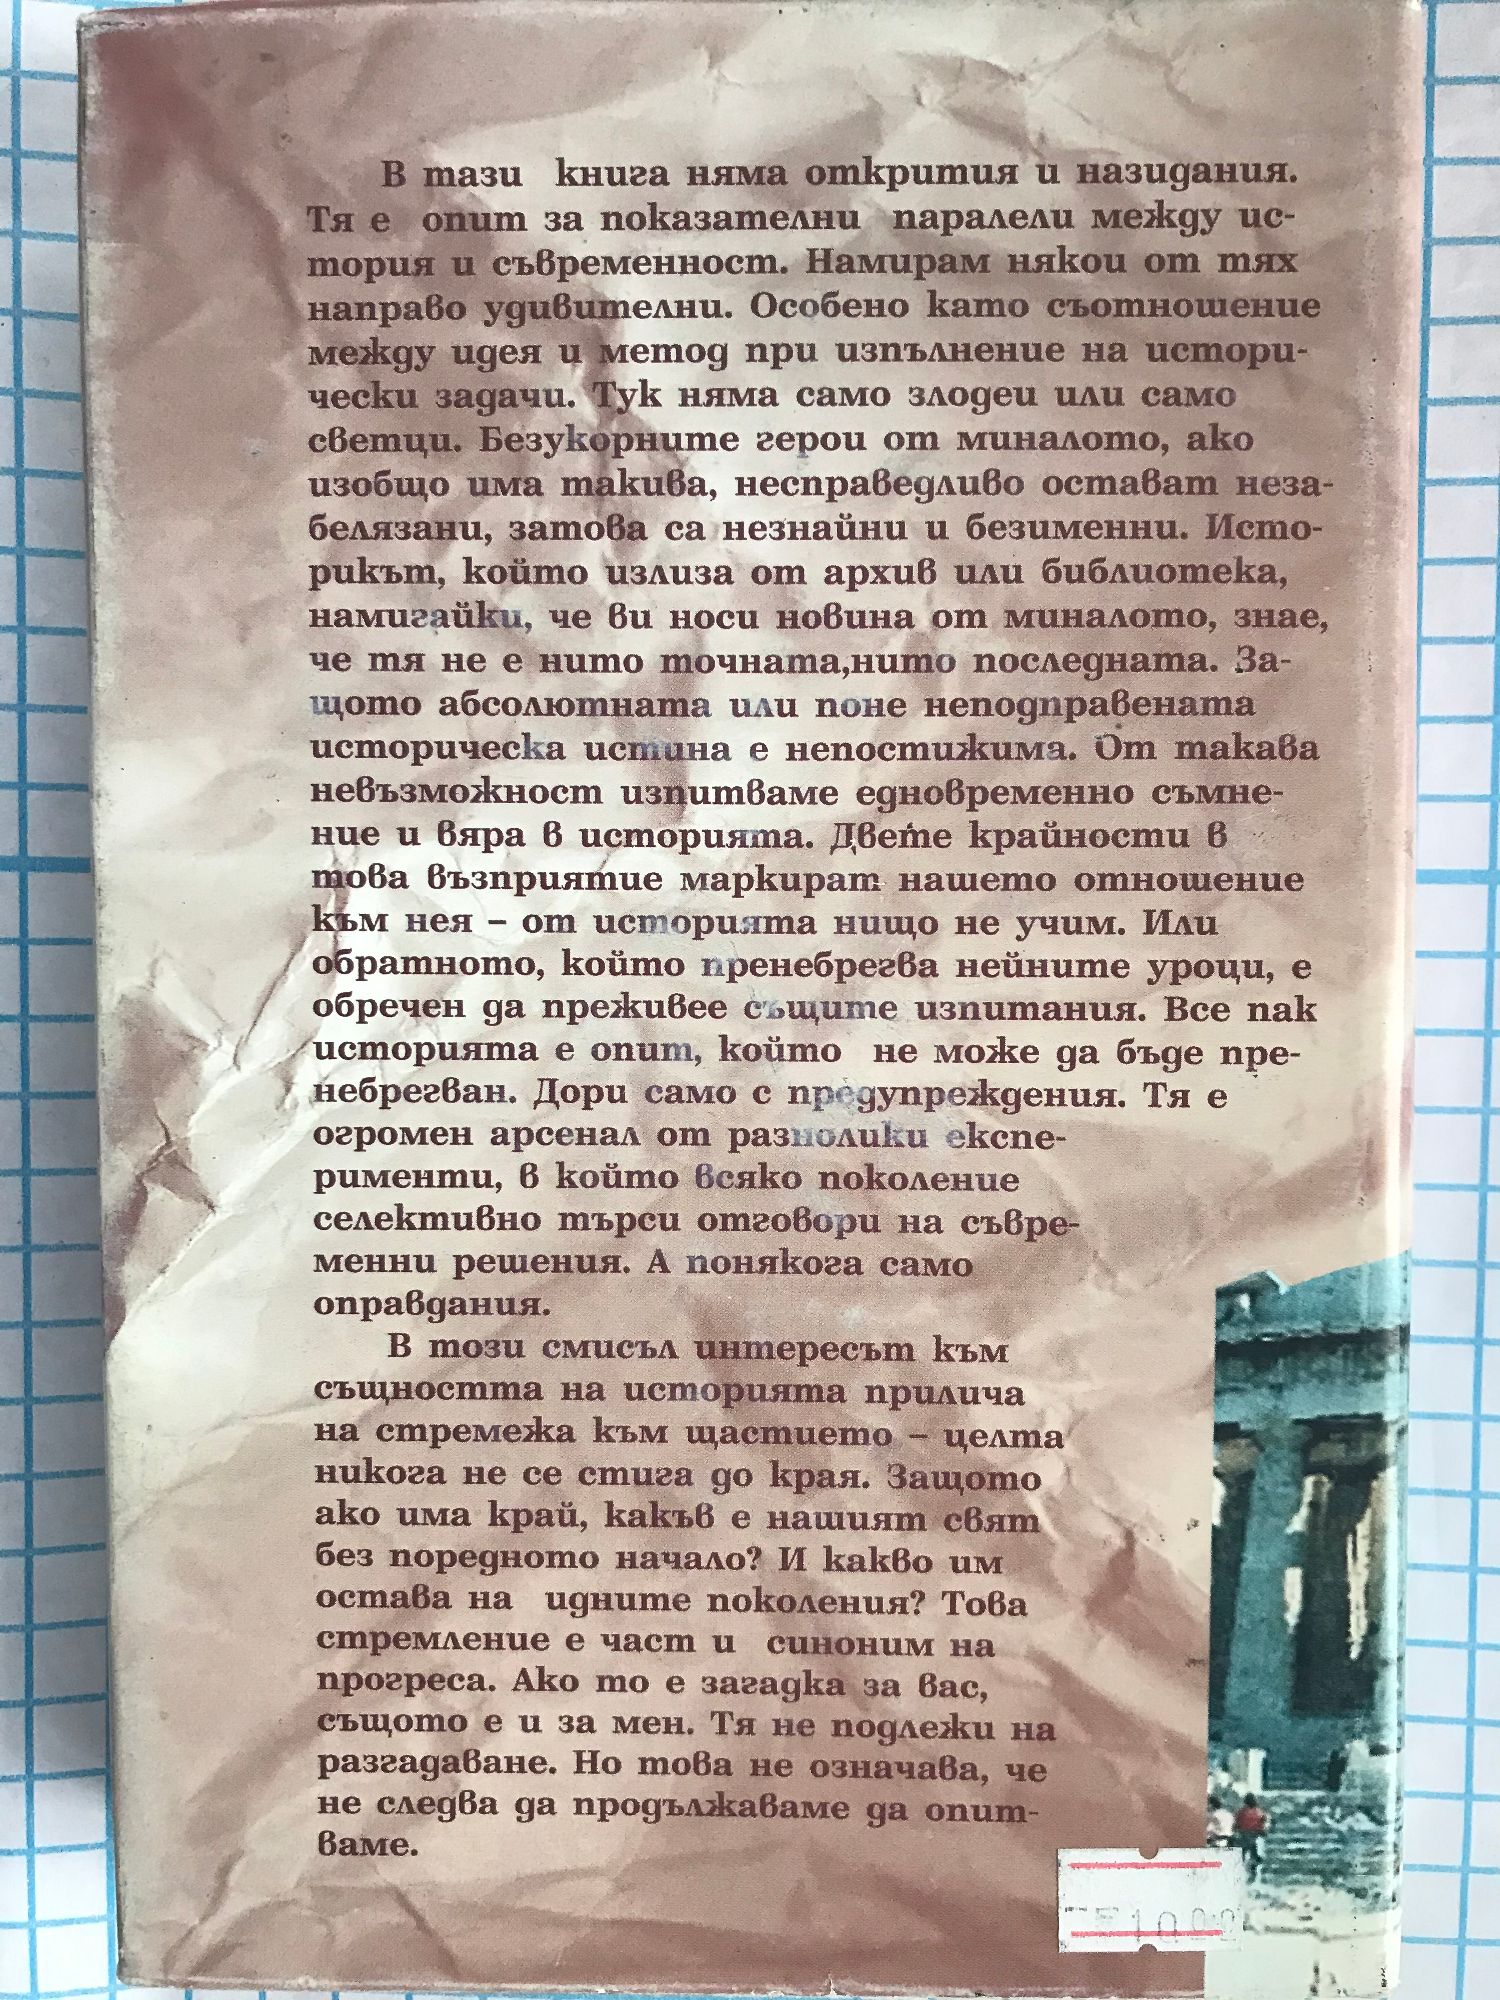 В тази книга няма открития и назидания.
Тя е опит за показателни паралели между ис-
тория и съвременност. Намирам някои от тях
направо удивителни. Особено като съотношение
между идея и метод при изпълнение на истори-
чески задачи. Тук няма само злодеи или само
светци. Безукорните герои от миналото, ако
изобщо има такива, несправедливо остават неза-
белязани, затова са незнайни и безименни. Исто-
рикът, който излиза от архив или библиотека,
намигайки, че ви носи новина от миналото, знае,
че тя не е нито точната,нито последната. За-
щото абсолютната или поне неподправената
историческа истина е непостижима. От такава
невъзможност изпитваме едновременно съмне-
ние и вяра в историята. Двете крайности в
това възприятие маркират нашето отношение
към нея – от историята нищо не учим. Или
обратното, който пренебрегва нейните уроци, е
обречен да преживее същите изпитания. Все пак
историята е опит, който не може да бъде пре-
небрегван. Дори само с предупреждения. Тя е
огромен арсенал от разнолики експе-
рименти, в който всяко поколение
селективно търси отговори на съвре-
менни решения. А понякога само
оправдания.
В този смисъл интересът към
същността на историята прилича
на стремежа към щастието – целта
никога не се стига до края. Защото
ако има край, какъв е нашият свят
без поредното начало? И какво им
остава на идните поколения? Това
стремление е част и синоним на
прогреса. Ако то е загадка за вас,
същото е и за мен. Тя не подлежи на
разгадаване. Но това не означава, че
не следва да продължаваме да опит-
ваме.